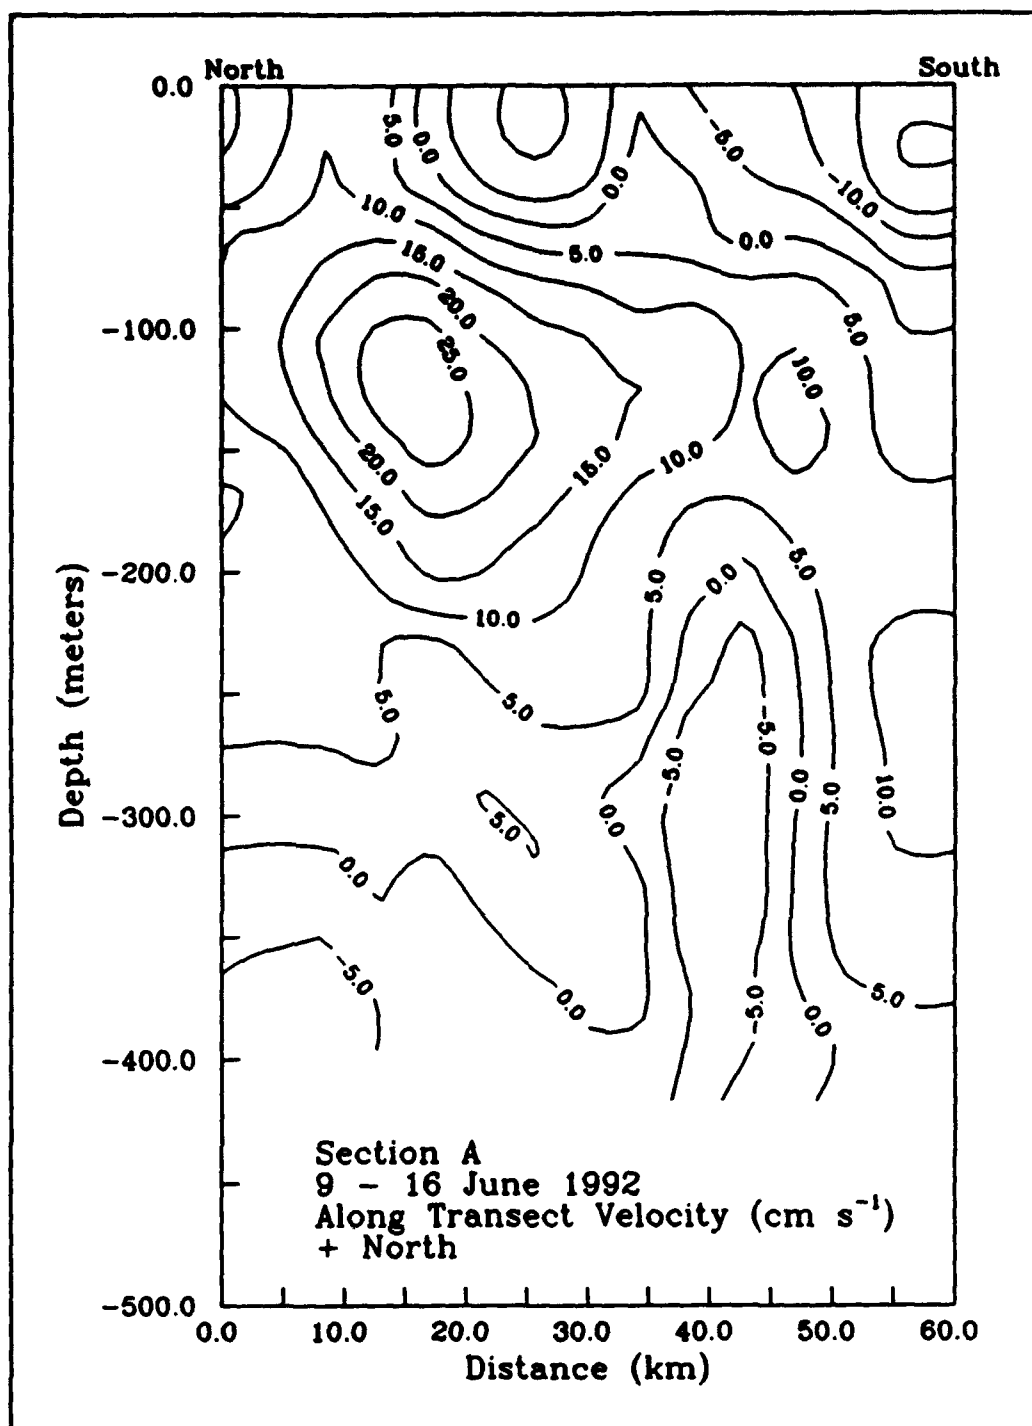 North South
0.0
-100.0
-200.0
-300.0
-400.0
-500.0
Depth (meters)
5.0 0.0 0.0 -5.0 -10.0
10.0 5.0 0.0
15.0
20.0 5.0
25.0 10.0
20.0 15.0 10.0
15.0
5.0 0.0 5.0
10.0
5.0 5.0 -5.0
-5.0 0.0 5.0 10.0
5.0 0.0
0.0
-5.0 0.0 -5.0 0.0 5.0
Section A
9 - 16 June 1992
Along Transect Velocity (cm s⁻¹)
+ North
0.0 10.0 20.0 30.0 40.0 50.0 60.0
Distance (km)